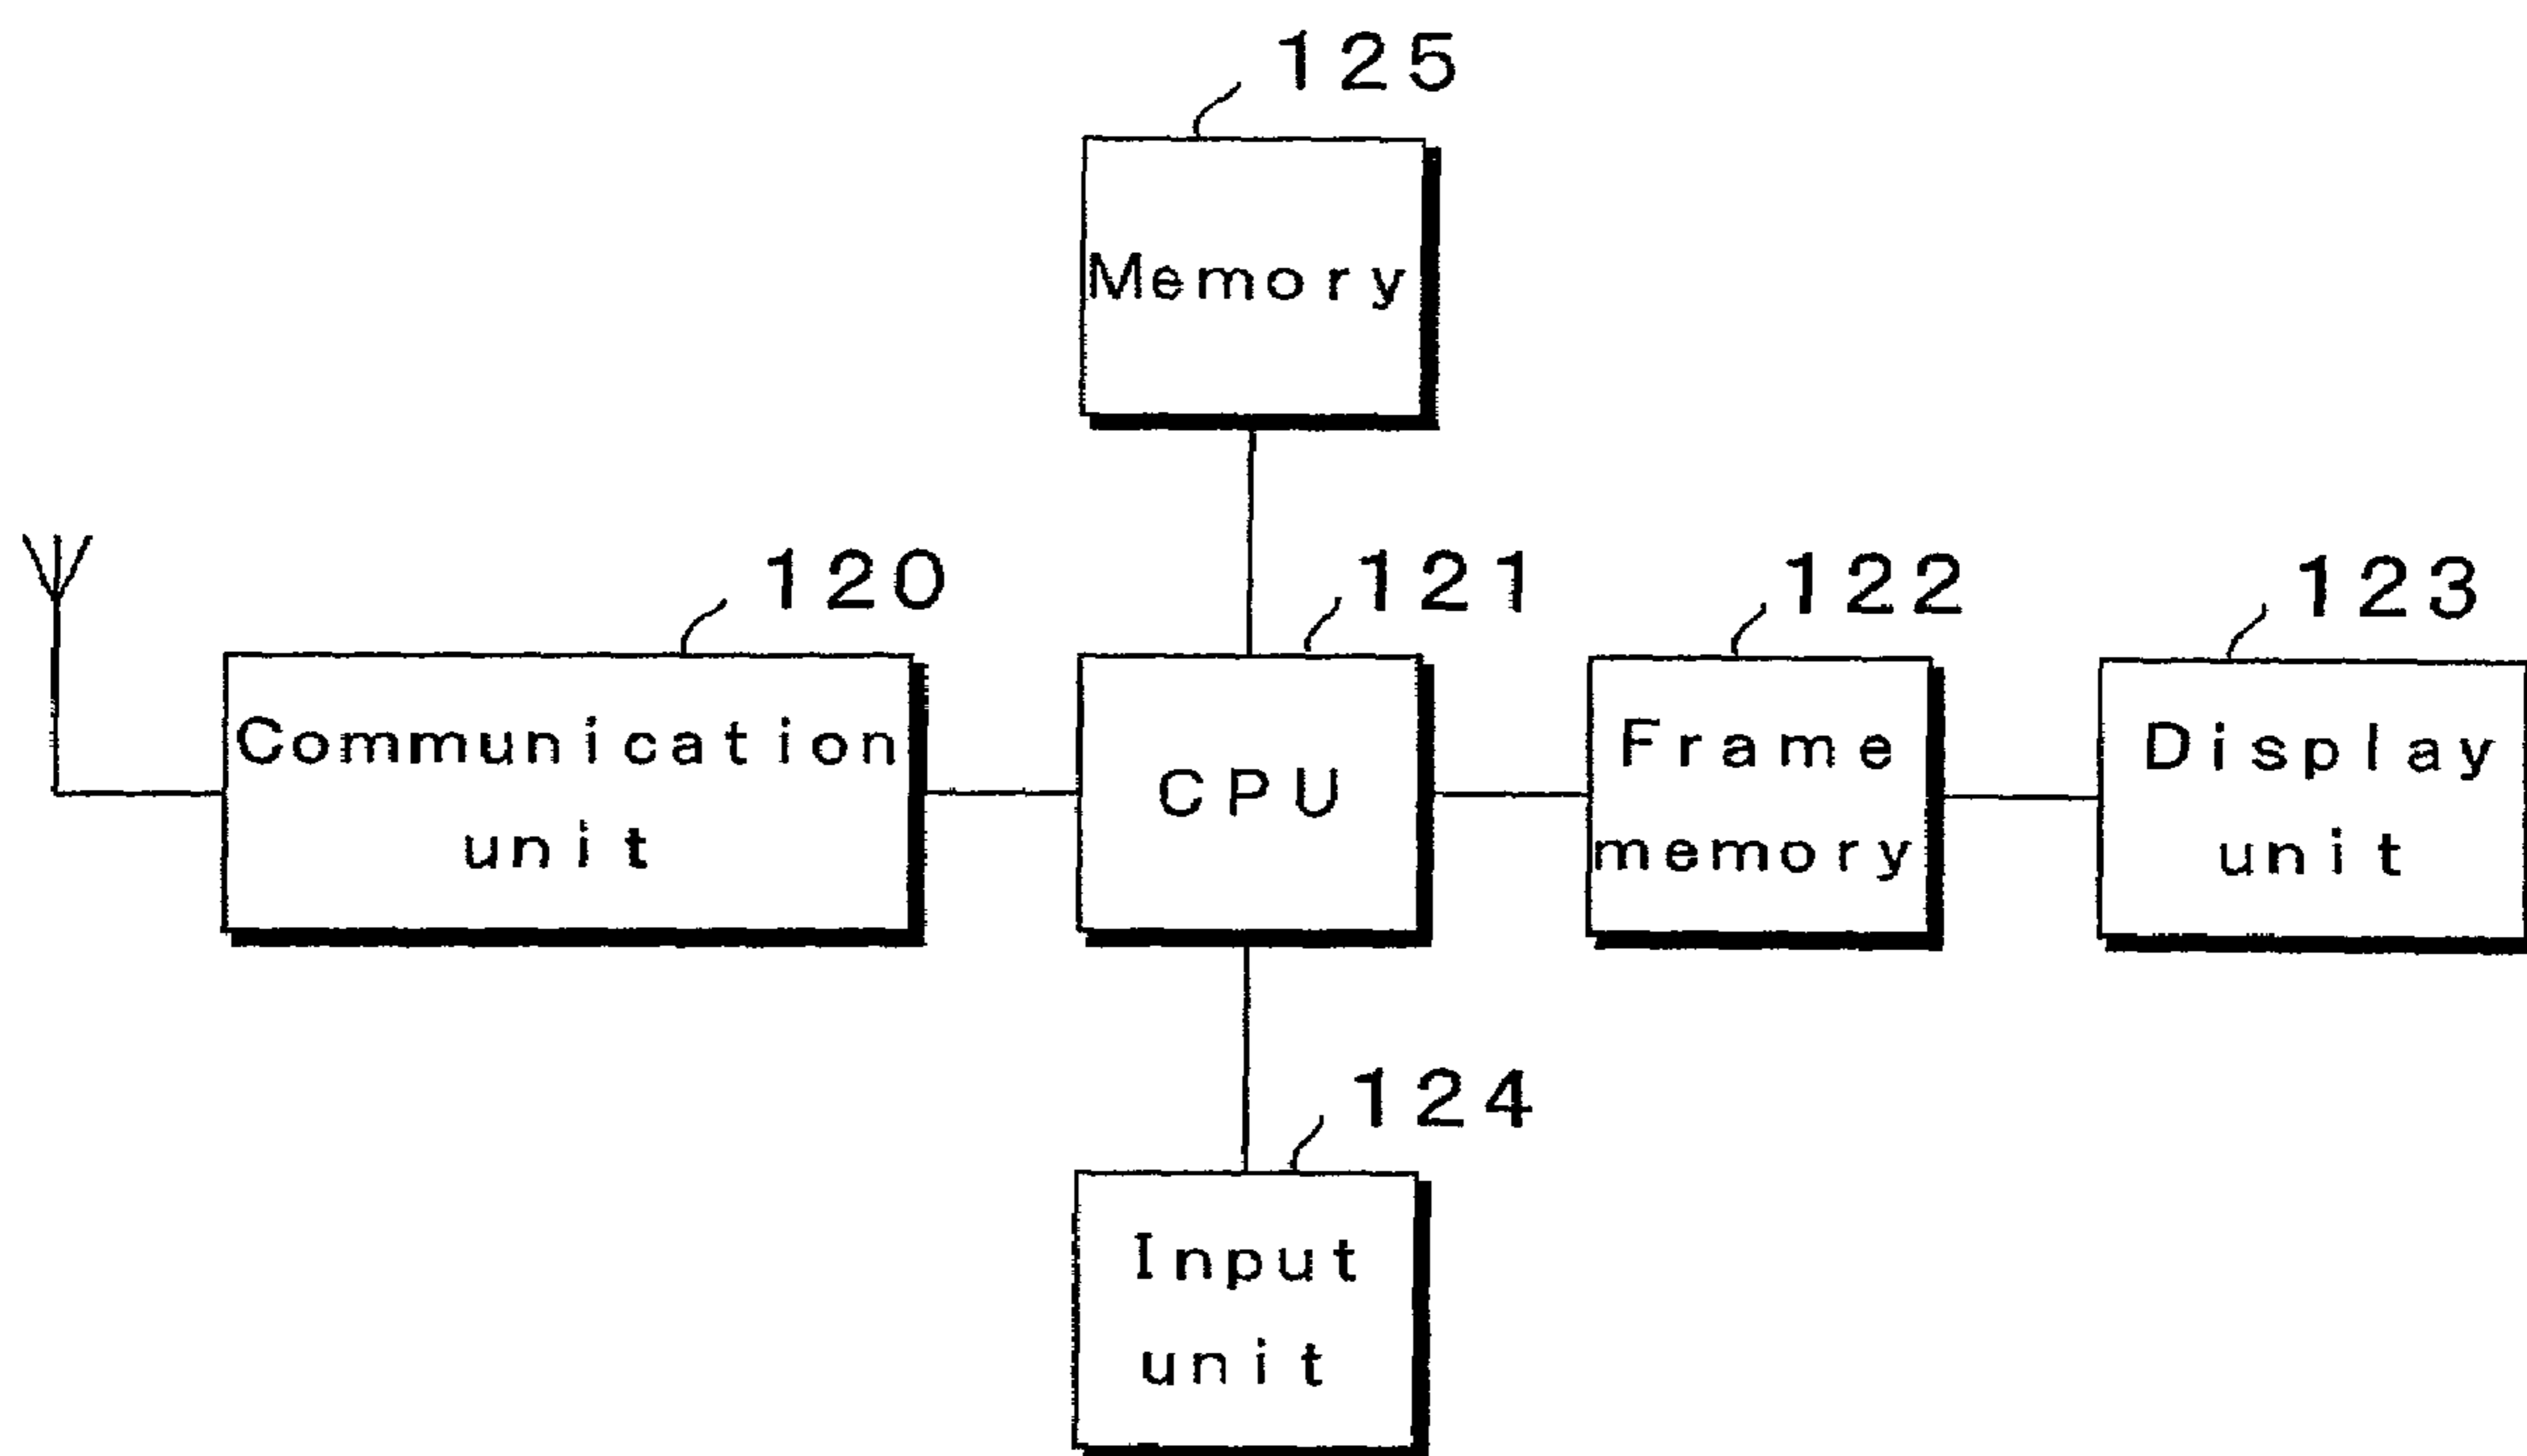 125
Memory
120
121
122
123
Communication
unit
CPU
Frame
memory
Display
unit
124
Input
unit